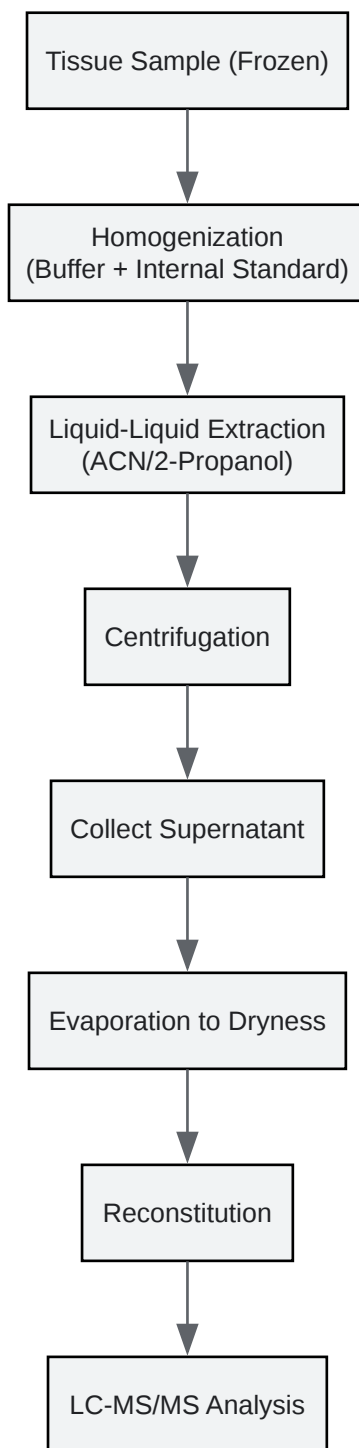 Tissue Sample (Frozen)
Homogenization
(Buffer + Internal Standard)
Liquid-Liquid Extraction
(ACN/2-Propanol)
Centrifugation
Collect Supernatant
Evaporation to Dryness
Reconstitution
LC-MS/MS Analysis